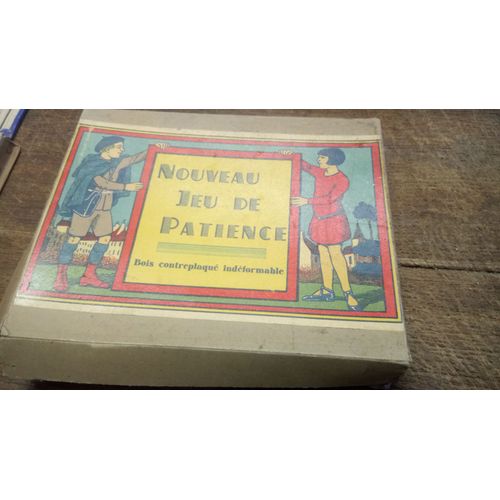 NOUVEAU
JEU DE
PATIENCE
Bois contreplaqué indéformable